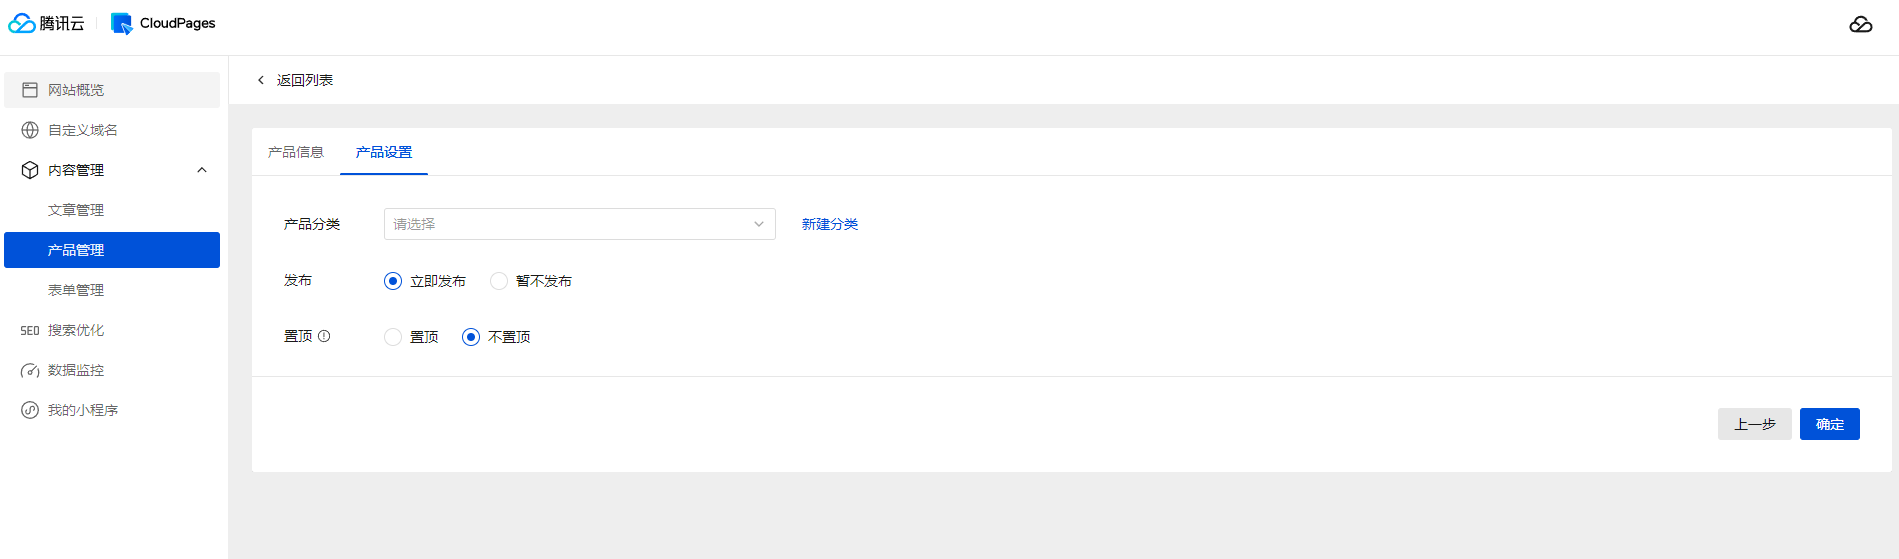 腾讯云 CloudPages
网站概览
自定义域名
内容管理
文章管理
产品管理
表单管理
SEO 搜索优化
数据监控
我的小程序
返回列表
产品信息 产品设置
产品分类 请选择 新建分类
发布 立即发布 暂不发布
置顶 置顶 不置顶
上一步 确定